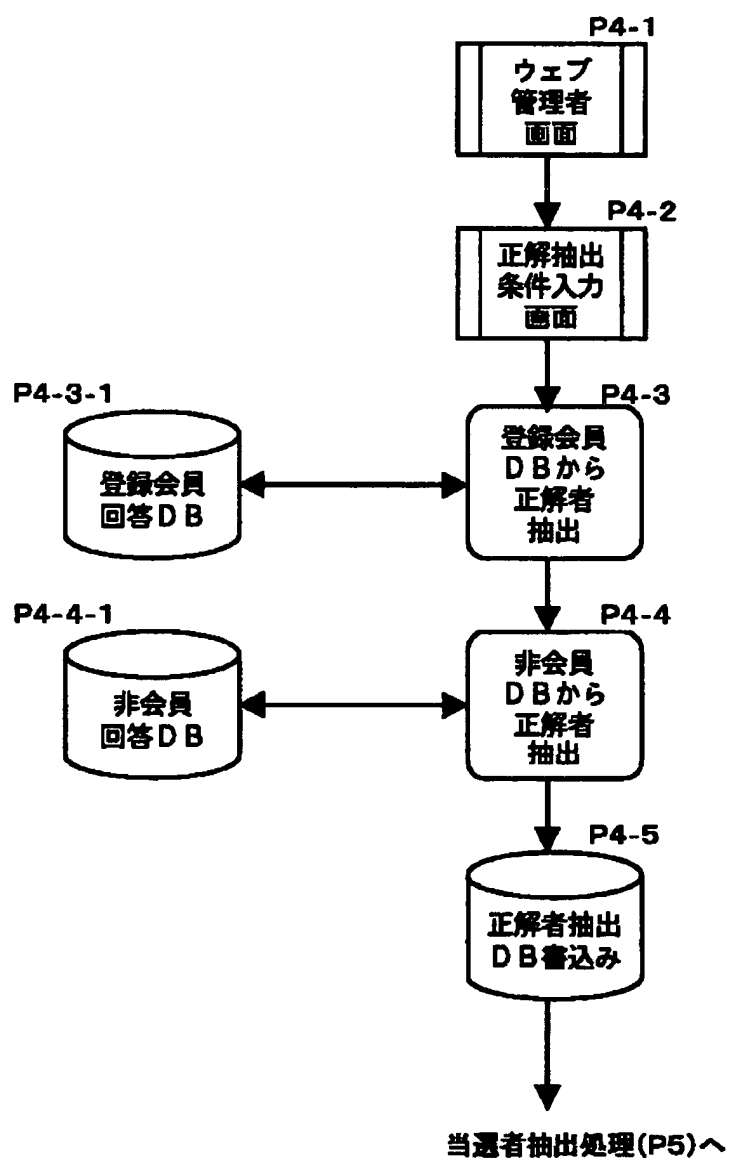 P4-1
ウェブ
管理者
画面
P4-2
正解抽出
条件入力
画面
P4-3-1
登録会員
回答DB
P4-3
登録会員
DBから
正解者
抽出
P4-4-1
非会員
回答DB
P4-4
非会員
DBから
正解者
抽出
P4-5
正解者抽出
DB書込み
当選者抽出処理(P5)へ